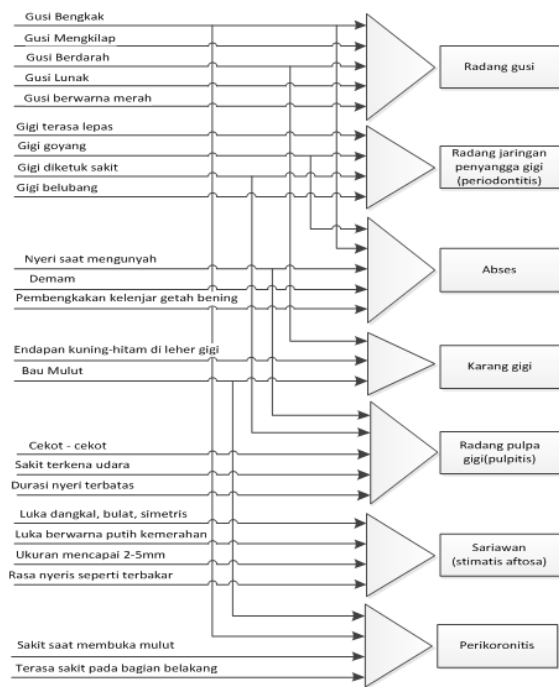 Gusi Bengkak
Gusi Mengkilap
Gusi Berdarah
Gusi Lunak
Gusi berwarna merah
Radang gusi
Gigi terasa lepas
Gigi goyang
Gigi diketuk sakit
Gigi belubang
Radang jaringan
penyangga gigi
(periodontitis)
Nyeri saat mengunyah
Demam
Pembengkakan kelenjar getah bening
Abses
Endapan kuning-hitam di leher gigi
Bau Mulut
Karang gigi
Cekot - cekot
Sakit terkena udara
Durasi nyeri terbatas
Radang pulpa
gigi(pulpitis)
Luka dangkal, bulat, simetris
Luka berwarna putih kemerahan
Ukuran mencapai 2-5mm
Rasa nyeris seperti terbakar
Sariawan
(stimatis aftosa)
Sakit saat membuka mulut
Terasa sakit pada bagian belakang
Perikoronitis